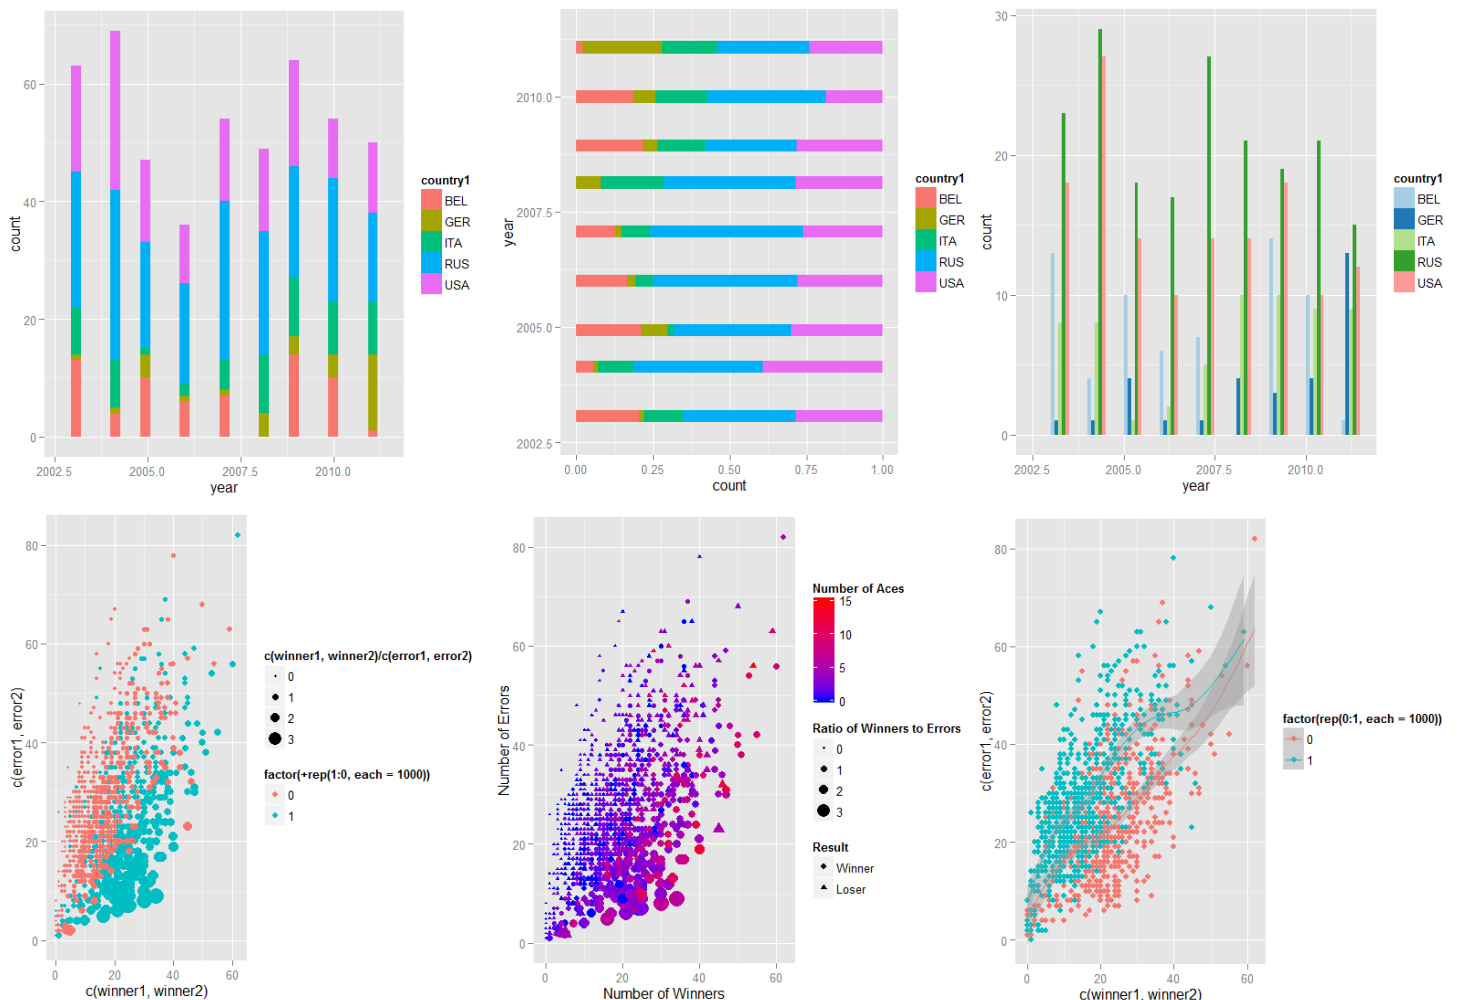 60
40
20
0
count
2002.5
2005.0
2007.5
2010.0
year
country1
BEL
GER
ITA
RUS
USA
2010.0
2007.5
2005.0
2002.5
year
0.00
0.25
0.50
0.75
1.00
count
country1
BEL
GER
ITA
RUS
USA
30
20
10
0
count
2002.5
2005.0
2007.5
2010.0
year
country1
BEL
GER
ITA
RUS
USA
80
60
40
20
0
c(error1, error2)
0
20
40
60
c(winner1, winner2)
c(winner1, winner2)/c(error1, error2)
0
1
2
3
factor(+rep(1:0, each = 1000))
0
1
80
60
40
20
0
Number of Errors
0
20
40
60
Number of Winners
Number of Aces
15
10
5
0
Ratio of Winners to Errors
0
1
2
3
Result
Winner
Loser
80
60
40
20
0
c(error1, error2)
0
20
40
60
c(winner1, winner2)
factor(rep(0:1, each = 1000))
0
1